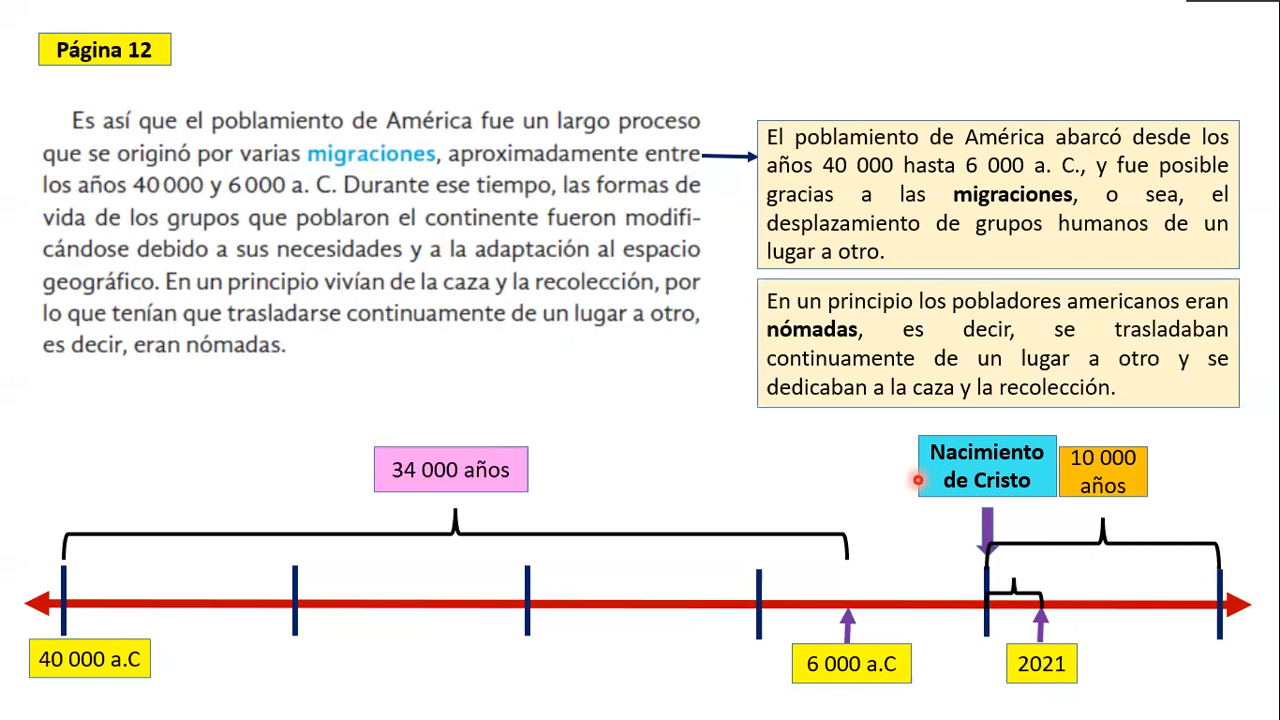 Página 12
Es así que el poblamiento de América fue un largo proceso
que se originó por varias migraciones, aproximadamente entre
los años 40 000 y 6 000 a. C. Durante ese tiempo, las formas de
vida de los grupos que poblaron el continente fueron modifi-
cándose debido a sus necesidades y a la adaptación al espacio
geográfico. En un principio vivían de la caza y la recolección, por
lo que tenían que trasladarse continuamente de un lugar a otro,
es decir, eran nómadas.
El poblamiento de América abarcó desde los
años 40 000 hasta 6 000 a. C., y fue posible
gracias a las migraciones, o sea, el
desplazamiento de grupos humanos de un
lugar a otro.
En un principio los pobladores americanos eran
nómadas, es decir, se trasladaban
continuamente de un lugar a otro y se
dedicaban a la caza y la recolección.
34 000 años
Nacimiento
de Cristo
10 000
años
40 000 a.C
6 000 a.C
2021